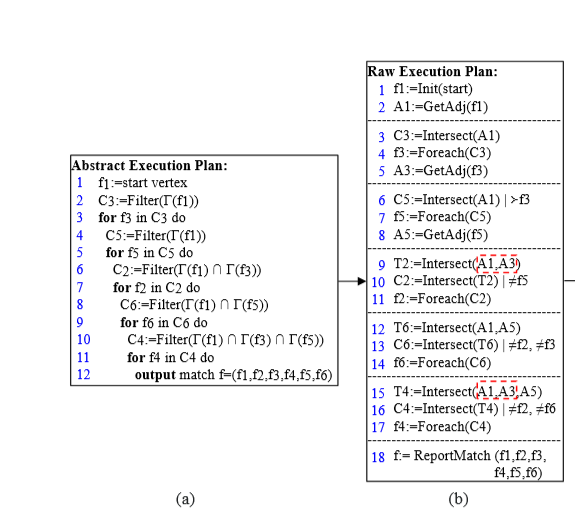 Abstract Execution Plan:
1 f1:=start vertex
2 C3:=Filter(Γ(f1))
3 for f3 in C3 do
4 C5:=Filter(Γ(f1))
5 for f5 in C5 do
6 C2:=Filter(Γ(f1) ∩ Γ(f3))
7 for f2 in C2 do
8 C6:=Filter(Γ(f1) ∩ Γ(f5))
9 for f6 in C6 do
10 C4:=Filter(Γ(f1) ∩ Γ(f3) ∩ Γ(f5))
11 for f4 in C4 do
12 output match f=(f1,f2,f3,f4,f5,f6)
(a)
Raw Execution Plan:
1 f1:=Init(start)
2 A1:=GetAdj(f1)
3 C3:=Intersect(A1)
4 f3:=Foreach(C3)
5 A3:=GetAdj(f3)
6 C5:=Intersect(A1) | ≻f3
7 f5:=Foreach(C5)
8 A5:=GetAdj(f5)
9 T2:=Intersect(A1,A3)
10 C2:=Intersect(T2) | ≠f5
11 f2:=Foreach(C2)
12 T6:=Intersect(A1,A5)
13 C6:=Intersect(T6) | ≠f2, ≠f3
14 f6:=Foreach(C6)
15 T4:=Intersect(A1,A3,A5)
16 C4:=Intersect(T4) | ≠f2, ≠f6
17 f4:=Foreach(C4)
18 f:= ReportMatch (f1,f2,f3,
f4,f5,f6)
(b)